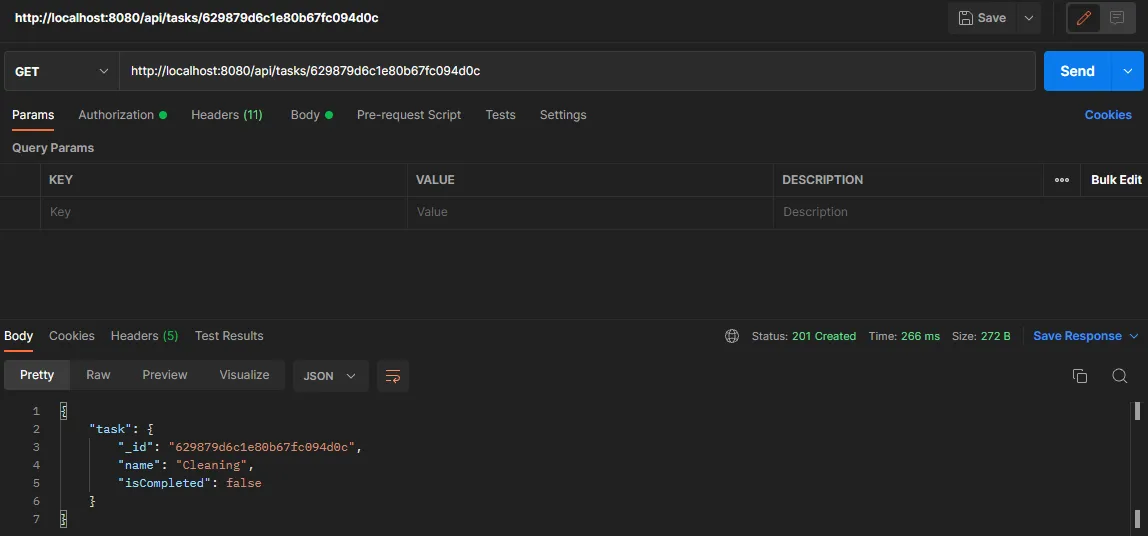 http://localhost:8080/api/tasks/629879d6c1e80b67fc094d0c Save
GET http://localhost:8080/api/tasks/629879d6c1e80b67fc094d0c Send
Params Authorization Headers (11) Body Pre-request Script Tests Settings Cookies
Query Params
KEY VALUE DESCRIPTION Bulk Edit
Key Value Description
Body Cookies Headers (5) Test Results Status: 201 Created Time: 266 ms Size: 272 B Save Response
Pretty Raw Preview Visualize JSON
1 {
2 "task": {
3 "_id": "629879d6c1e80b67fc094d0c",
4 "name": "Cleaning",
5 "isCompleted": false
6 }
7 }